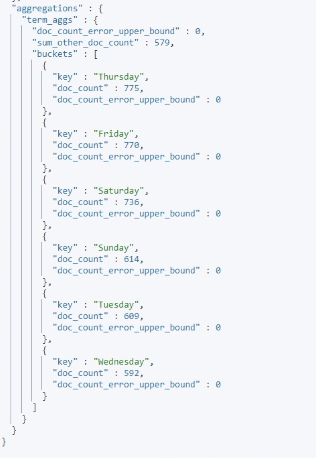 "aggregations" : {
"term_aggs" : {
"doc_count_error_upper_bound" : 0,
"sum_other_doc_count" : 579,
"buckets" : [
{
"key" : "Thursday",
"doc_count" : 775,
"doc_count_error_upper_bound" : 0
},
{
"key" : "Friday",
"doc_count" : 770,
"doc_count_error_upper_bound" : 0
},
{
"key" : "Saturday",
"doc_count" : 736,
"doc_count_error_upper_bound" : 0
},
{
"key" : "Sunday",
"doc_count" : 614,
"doc_count_error_upper_bound" : 0
},
{
"key" : "Tuesday",
"doc_count" : 609,
"doc_count_error_upper_bound" : 0
},
{
"key" : "Wednesday",
"doc_count" : 592,
"doc_count_error_upper_bound" : 0
}
]
}
}
}